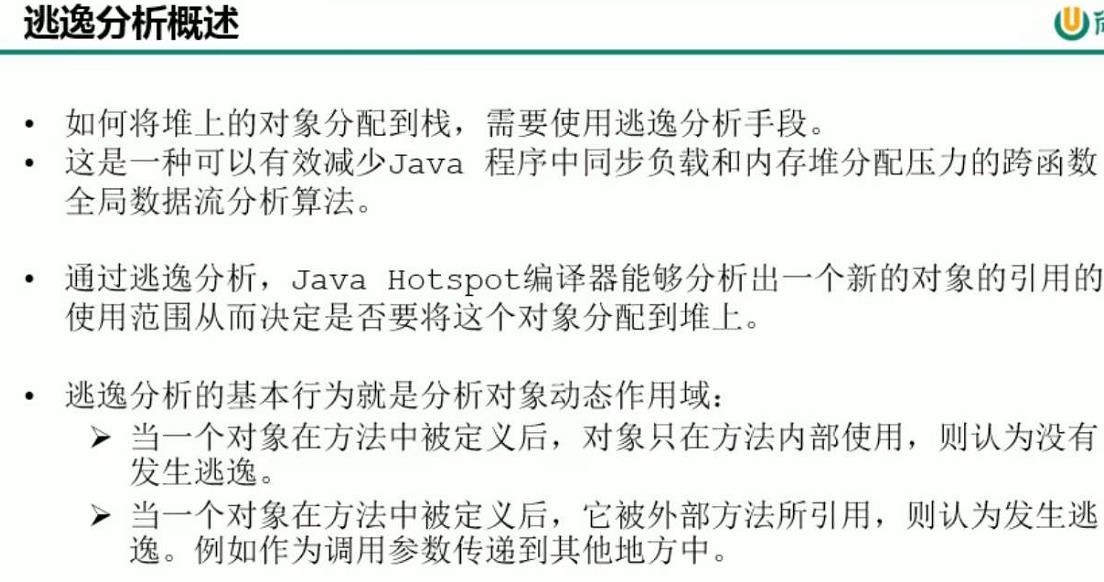 逃逸分析概述
• 如何将堆上的对象分配到栈，需要使用逃逸分析手段。
• 这是一种可以有效减少Java 程序中同步负载和内存堆分配压力的跨函数
全局数据流分析算法。
• 通过逃逸分析，Java Hotspot编译器能够分析出一个新的对象的引用的
使用范围从而决定是否要将这个对象分配到堆上。
• 逃逸分析的基本行为就是分析对象动态作用域：
➢ 当一个对象在方法中被定义后，对象只在方法内部使用，则认为没有
发生逃逸。
➢ 当一个对象在方法中被定义后，它被外部方法所引用，则认为发生逃
逸。例如作为调用参数传递到其他地方中。